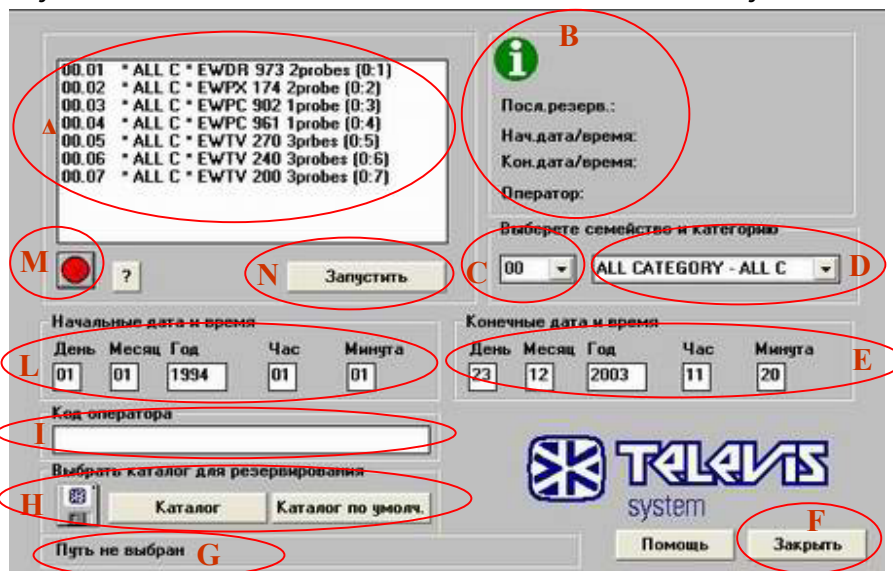 B
00.01 * ALL C * EWDR 973 2probes (0:1)
00.02 * ALL C * EWPX 174 2probe (0:2)
00.03 * ALL C * EWPC 902 1probe (0:3)
00.04 * ALL C * EWPC 961 1probe (0:4)
00.05 * ALL C * EWTV 270 3prbes (0:5)
00.06 * ALL C * EWTV 240 3probes (0:6)
00.07 * ALL C * EWTV 200 3probes (0:7)
A
i
Посл.резерв.:
Нач.дата/время:
Кон.дата/время:
Оператор:
Выберете семейство и категорию
M ? N Запустить C 00 ALL CATEGORY - ALL C D
Начальные дата и время Конечные дата и время
День Месяц Год Час Минута День Месяц Год Час Минута
L 01 01 1994 01 01 23 12 2003 11 20 E
Код оператора
I
Выбрать каталог для резервирования
H Каталог Каталог по умолч.
TELEVIS
system
F
Путь не выбран G Помощь Закрыть